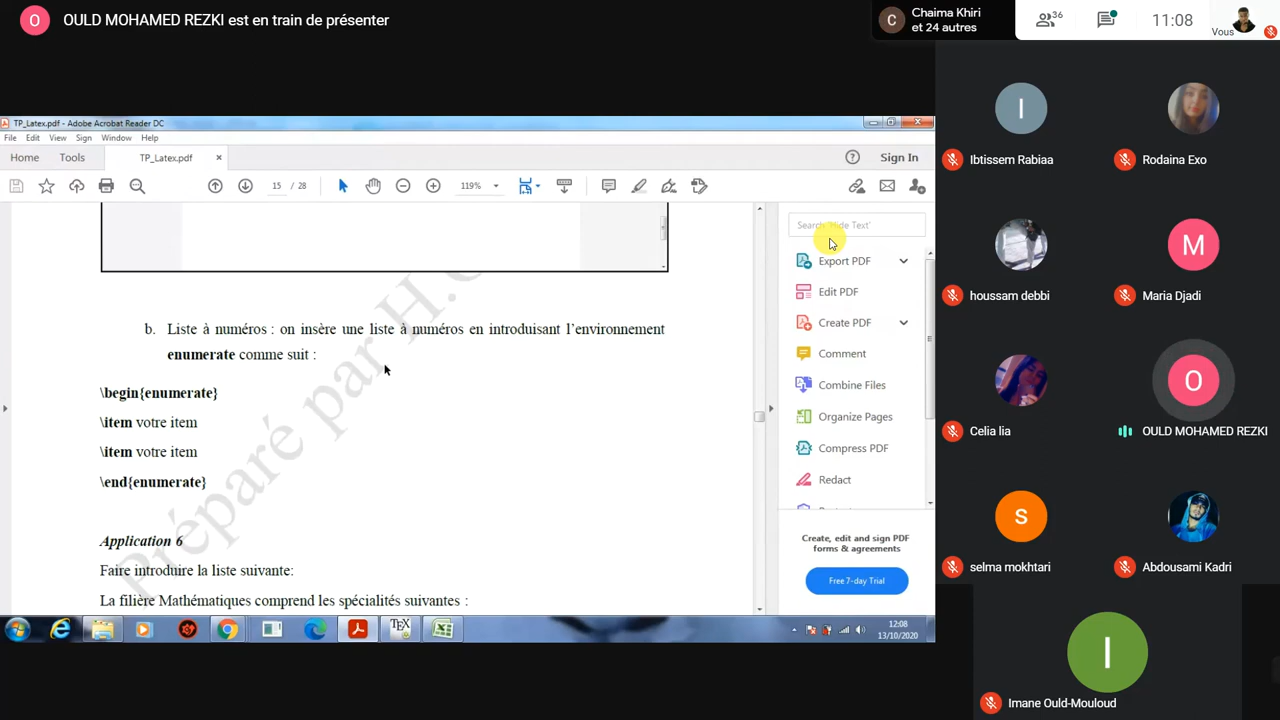 O OULD MOHAMED REZKI est en train de présenter
C Chaima Khiri
et 24 autres
36
11:08
Vous
TP_Latex.pdf - Adobe Acrobat Reader DC
File Edit View Sign Window Help
Home Tools TP_Latex.pdf × Sign In
15 / 28 119%
Search 'Hide Text'
Export PDF
Edit PDF
Create PDF
Comment
Combine Files
Organize Pages
Compress PDF
Redact
Create, edit and sign PDF
forms & agreements
Free 7-day Trial
b. Liste à numéros : on insère une liste à numéros en introduisant l'environnement
enumerate comme suit :
\begin{enumerate}
\item votre item
\item votre item
\end{enumerate}
Application 6
Faire introduire la liste suivante:
La filière Mathématiques comprend les spécialités suivantes :
Préparé par H.
TEX
12:08
13/10/2020
I
Ibtissem Rabiaa
Rodaina Exo
houssam debbi
M
Maria Djadi
Celia lia
O
OULD MOHAMED REZKI
s
selma mokhtari
Abdousami Kadri
I
Imane Ould-Mouloud